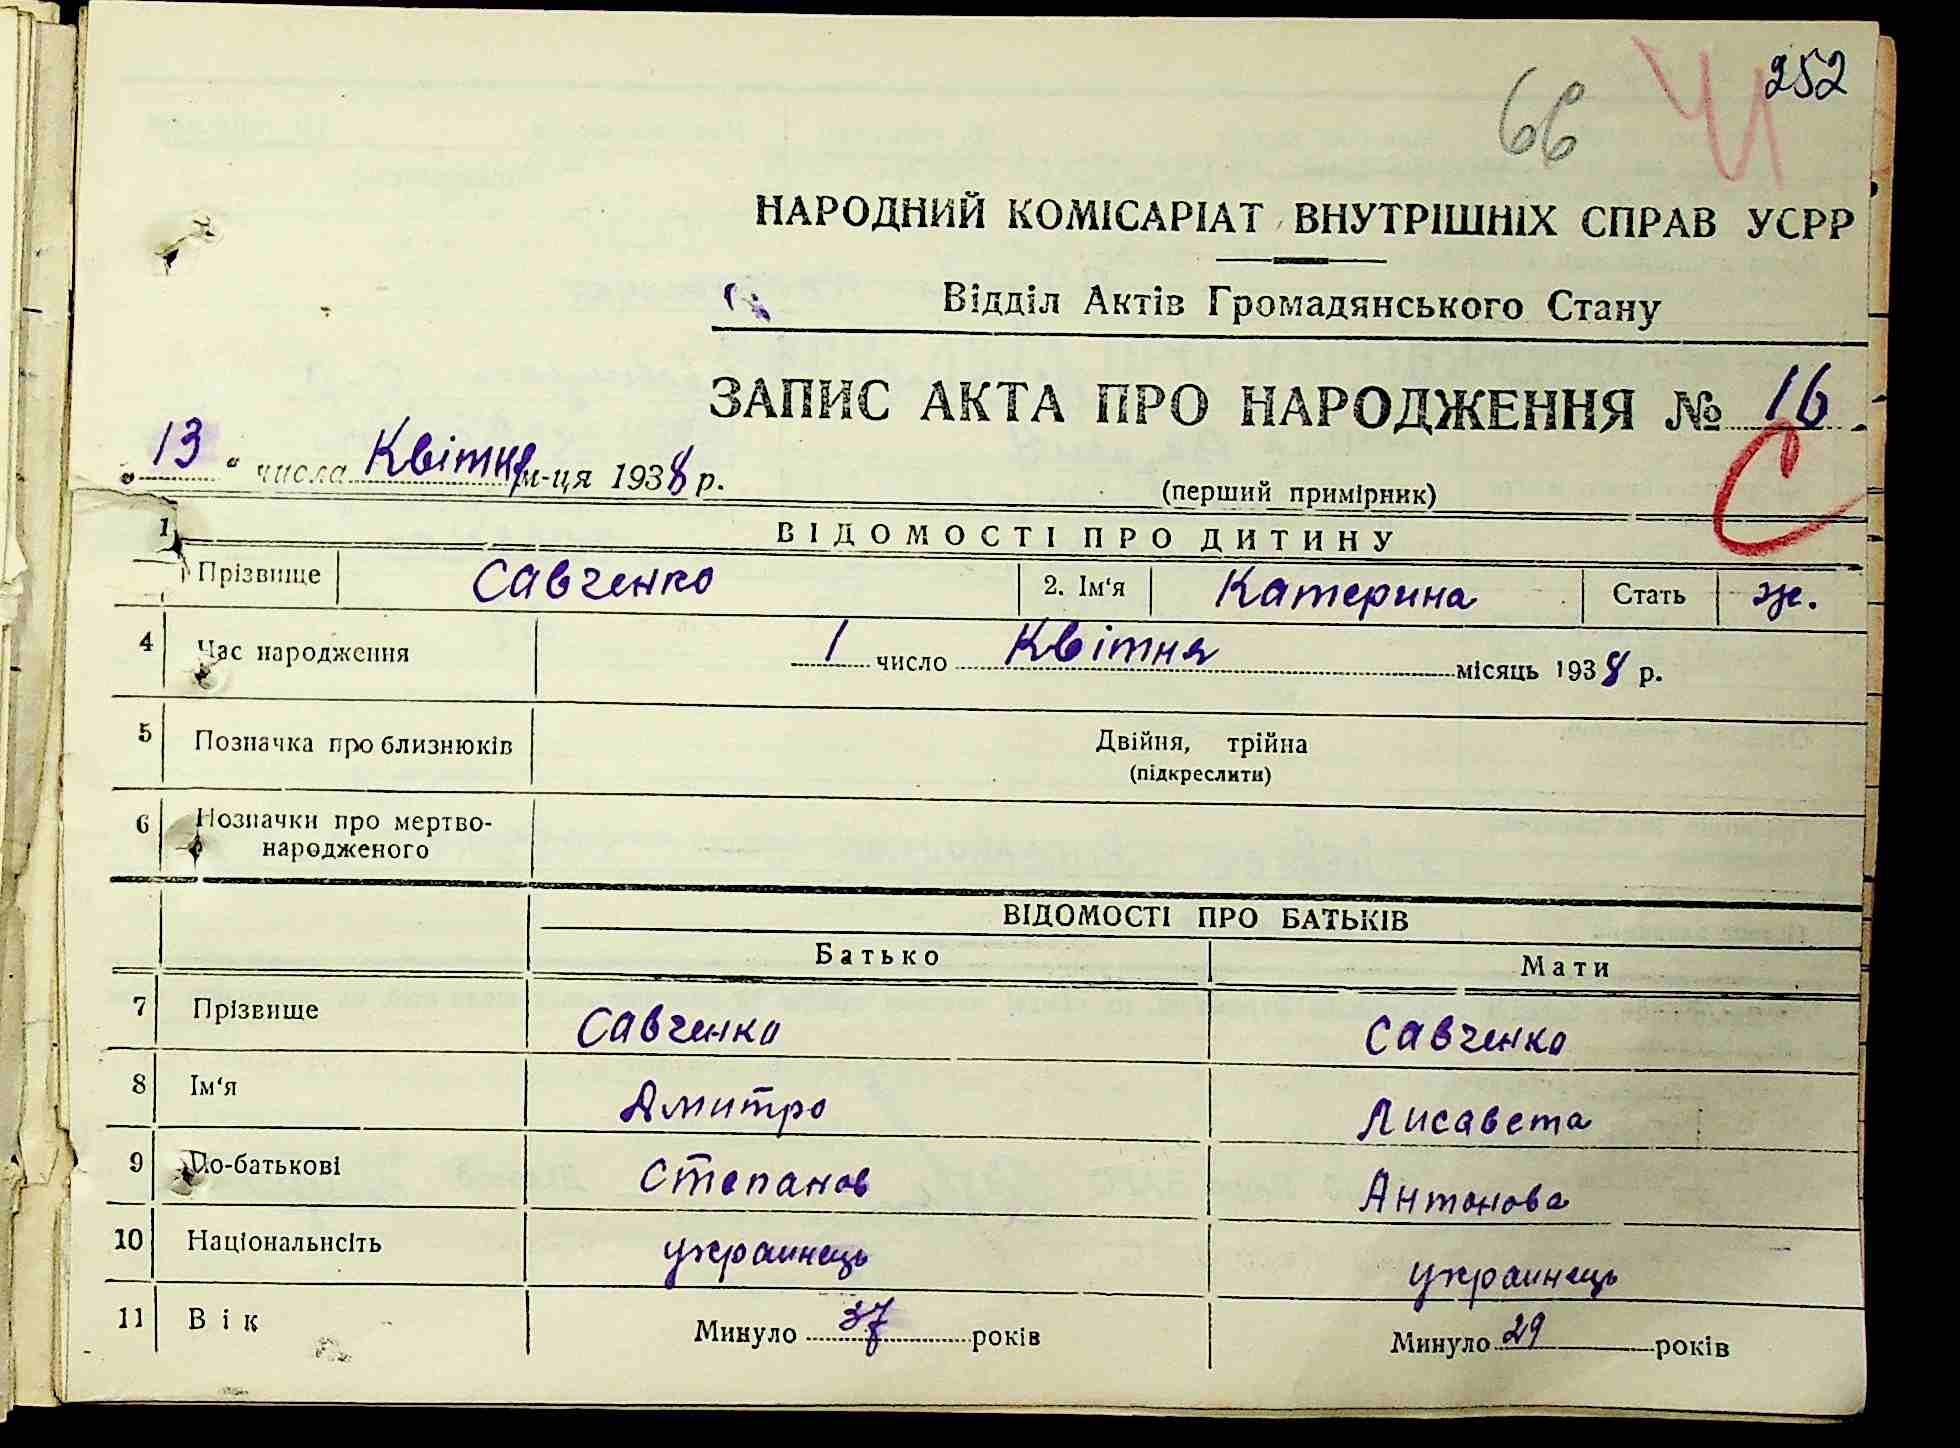 252
66 Ч
НАРОДНИЙ КОМІСАРІАТ ВНУТРІШНІХ СПРАВ УСРР
Відділ Актів Громадянського Стану
ЗАПИС АКТА ПРО НАРОДЖЕННЯ № 16
С
„13“ числа Квітня м-ця 1938 р.
(перший примірник)
1 ВІДОМОСТІ ПРО ДИТИНУ
Прізвище Савченко 2. Ім‘я Катерина Стать ж.
4 Час народження 1 число Квітня місяць 1938 р.
5 Позначка про близнюків Двійня, трійна
(підкреслити)
6 Позначки про мертво-
народженого
ВІДОМОСТІ ПРО БАТЬКІВ
Батько Мати
7 Прізвище Савченко Савченко
8 Ім‘я Дмитро Лисавета
9 По-батькові Степанов Антонова
10 Національнсіть украинець украинець
11 Вік Минуло 37 років Минуло 29 років